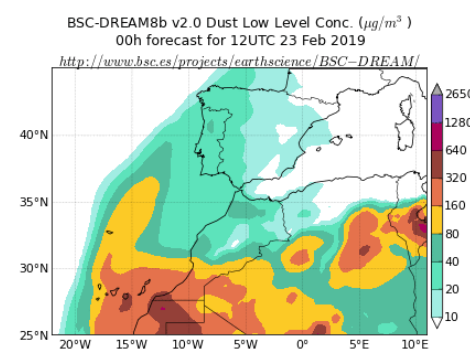 BSC-DREAM8b v2.0 Dust Low Level Conc. (μg/m³ )
00h forecast for 12UTC 23 Feb 2019
http://www.bsc.es/projects/earthscience/BSC-DREAM/
40°N
35°N
30°N
25°N
20°W 15°W 10°W 5°W 0° 5°E 10°E
2650
1280
640
320
160
80
40
20
10